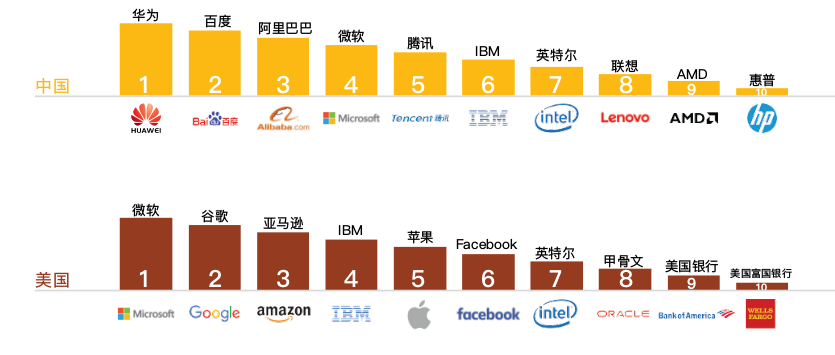 华为 百度 阿里巴巴 微软 腾讯 IBM 英特尔 联想 AMD 惠普
中国 1 2 3 4 5 6 7 8 9 10
HUAWEI Bai百度 Alibaba.com Microsoft Tencent 腾讯 IBM intel Lenovo AMD hp
微软 谷歌 亚马逊 IBM 苹果 Facebook 英特尔 甲骨文 美国银行 美国富国银行
美国 1 2 3 4 5 6 7 8 9 10
Microsoft Google amazon IBM facebook intel ORACLE Bank of America WELLS FARGO